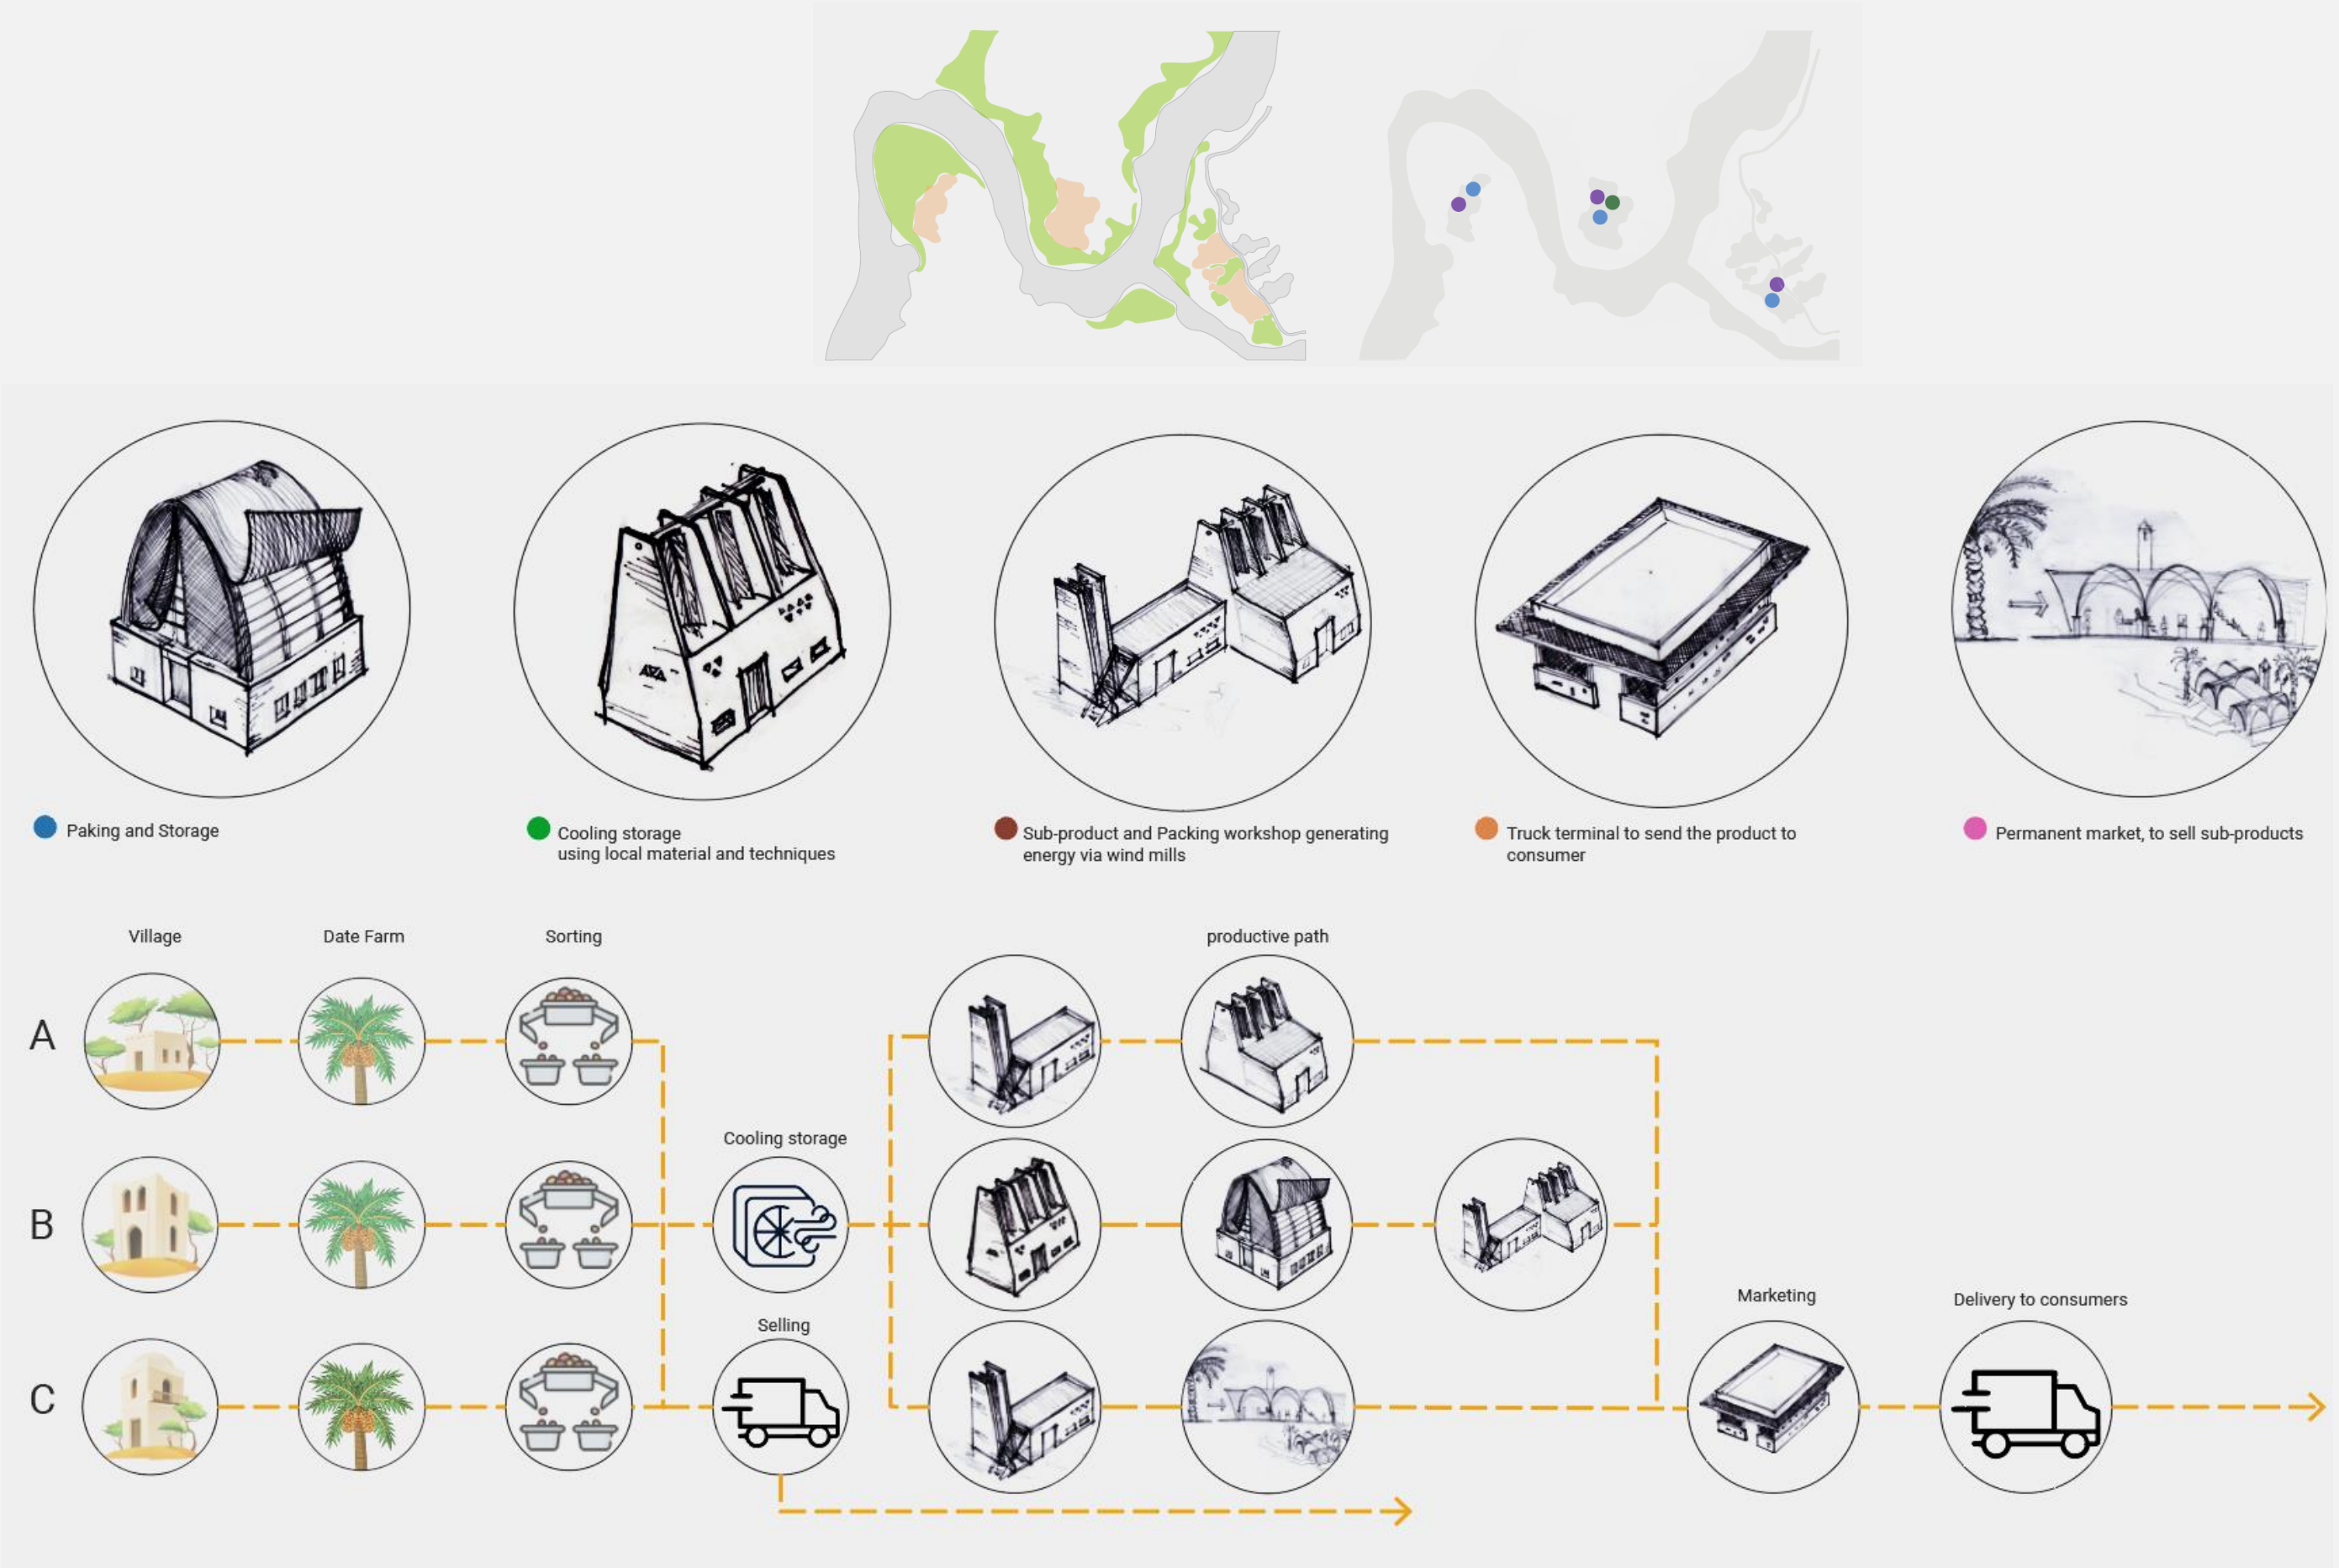 Paking and Storage
Cooling storage
using local material and techniques
Sub-product and Packing workshop generating
energy via wind mills
Truck terminal to send the product to
consumer
Permanent market, to sell sub-products
Village
Date Farm
Sorting
productive path
A
Cooling storage
B
Selling
Marketing
Delivery to consumers
C